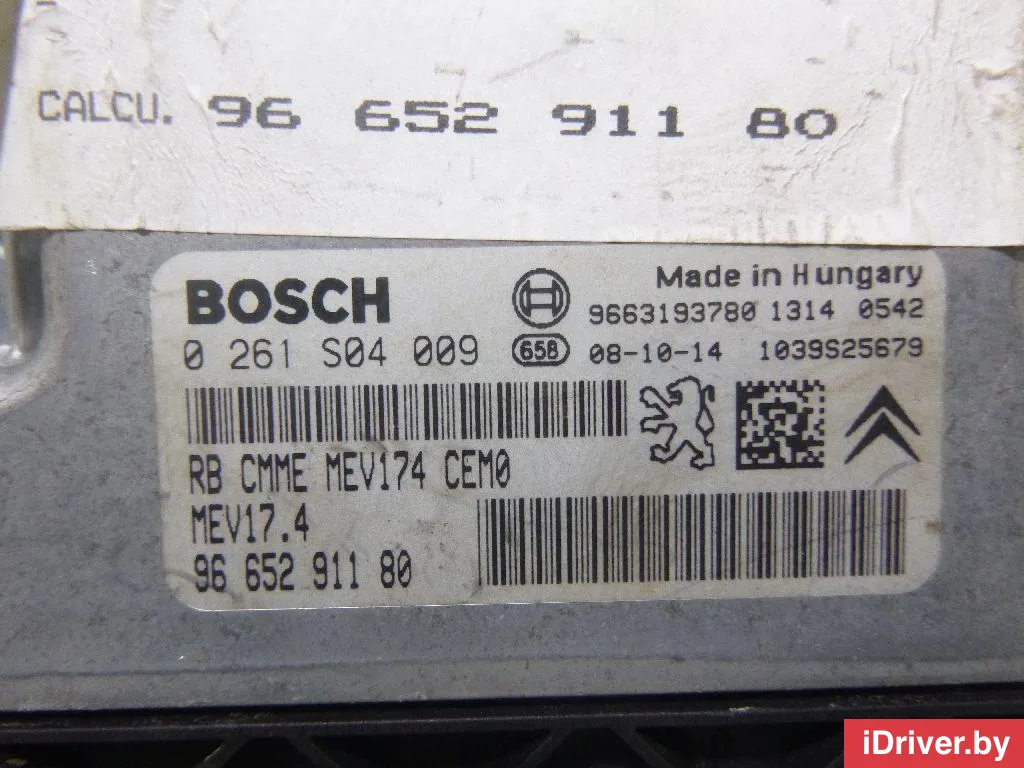 CALCU. 96 652 911 80
BOSCH
Made in Hungary
9663193780 1314 0542
0 261 S04 009
658 08-10-14 1039S25679
RB CMME MEV174 CEM0
MEV17.4
96 652 911 80
iDriver.by